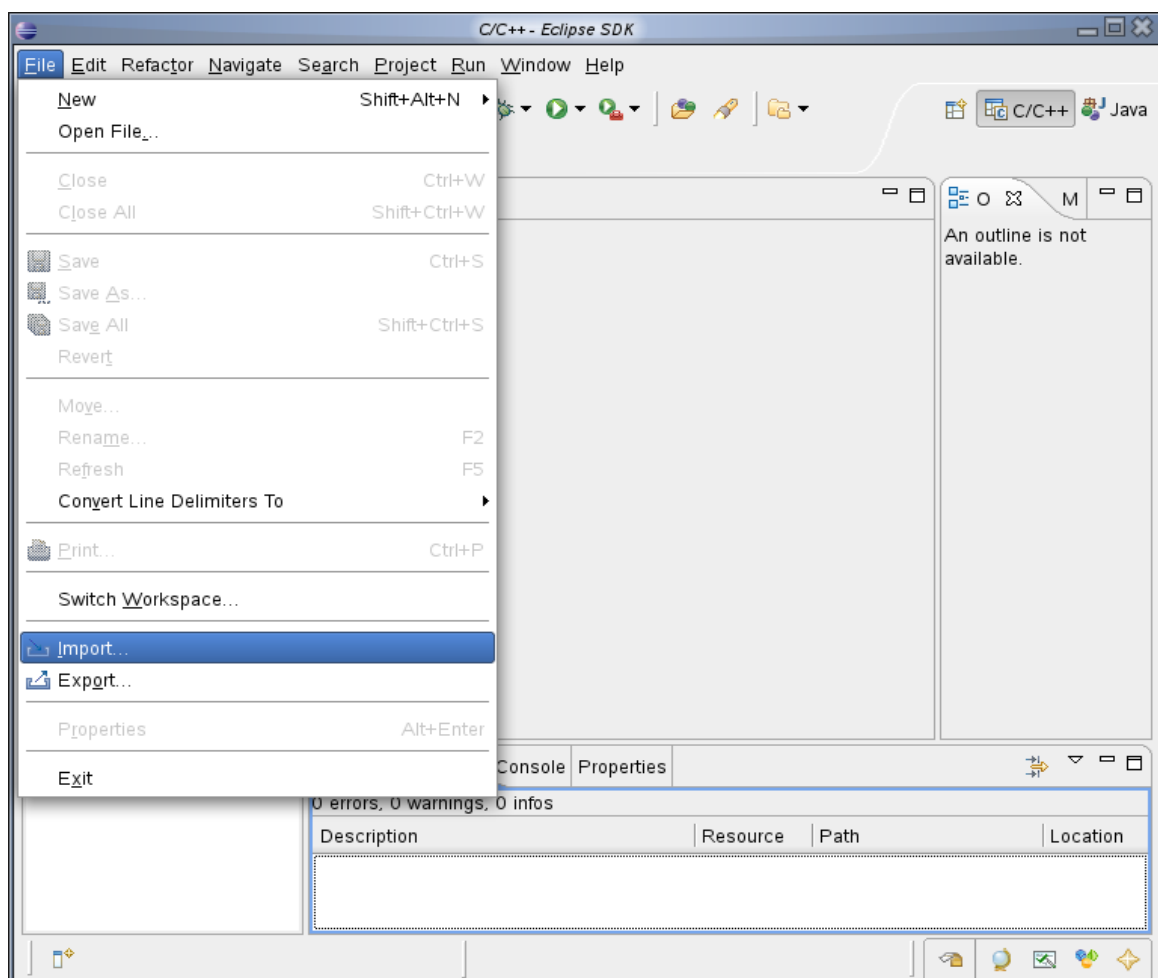 C/C++ - Eclipse SDK
File Edit Refactor Navigate Search Project Run Window Help
New Shift+Alt+N
Open File...
C/C++ Java
Close Ctrl+W
Close All Shift+Ctrl+W
O M
An outline is not
available.
Save Ctrl+S
Save As...
Save All Shift+Ctrl+S
Revert
Move...
Rename... F2
Refresh F5
Convert Line Delimiters To
Print... Ctrl+P
Switch Workspace...
Import...
Export...
Properties Alt+Enter
Exit
Console Properties
0 errors, 0 warnings, 0 infos
Description Resource Path Location